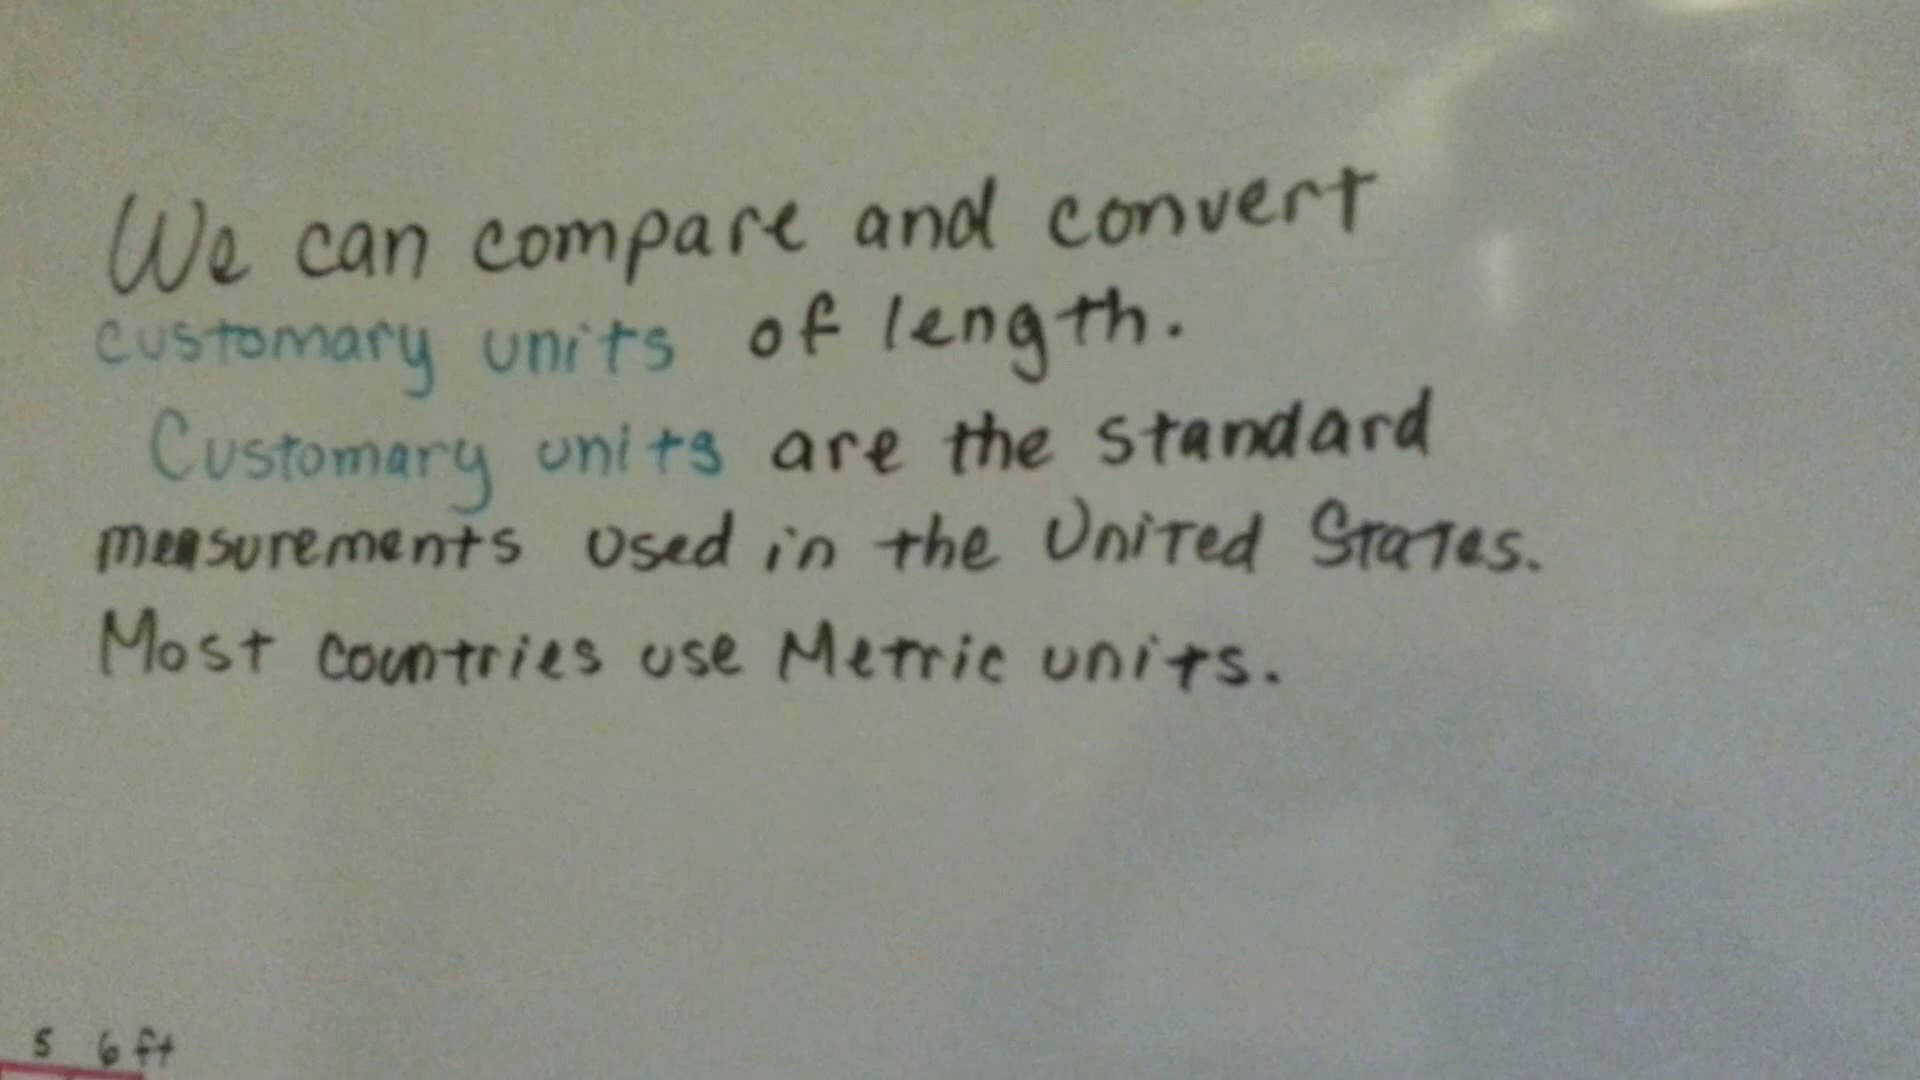 We can compare and convert
customary units of length.
Customary units are the standard
measurements used in the United States.
Most countries use Metric units.
5 6 ft